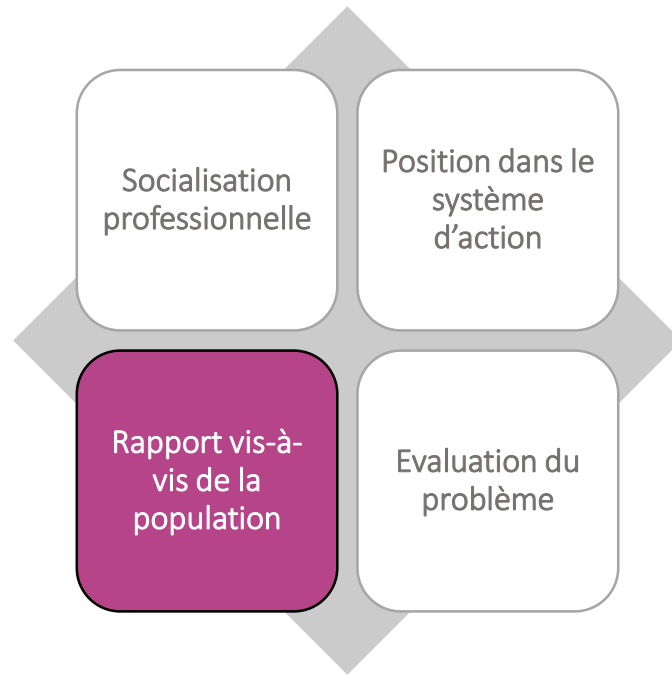 Socialisation
professionnelle
Position dans le
système
d'action
Rapport vis-à-
vis de la
population
Evaluation du
problème